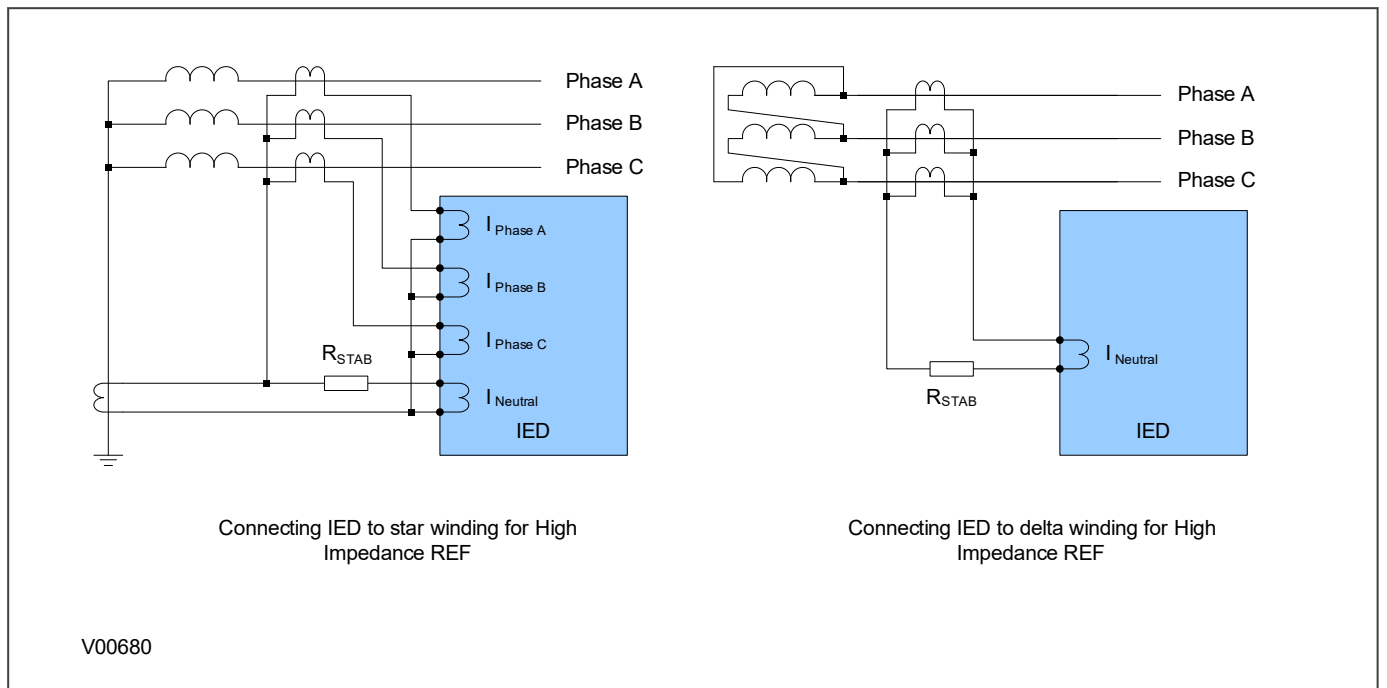 Phase A
Phase B
Phase C
I Phase A
I Phase B
I Phase C
R STAB
I Neutral
IED
Connecting IED to star winding for High
Impedance REF
Phase A
Phase B
Phase C
I Neutral
R STAB
IED
Connecting IED to delta winding for High
Impedance REF
V00680